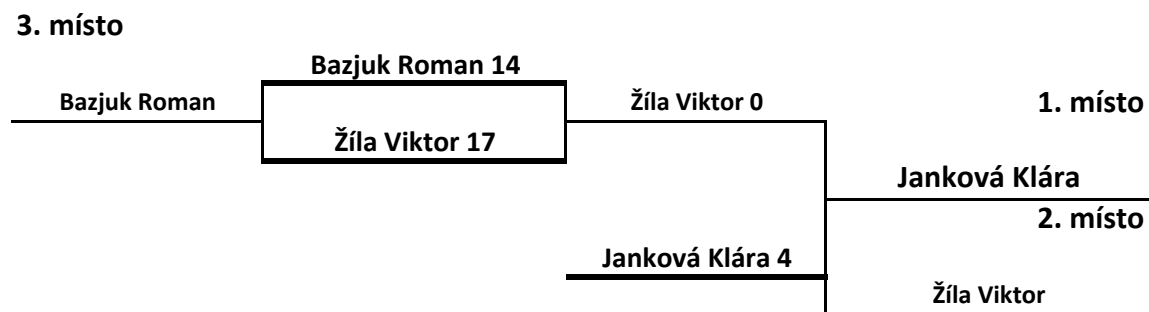 3. místo
Bazjuk Roman 14
Bazjuk Roman
Žíla Viktor 0
1. místo
Žíla Viktor 17
Janková Klára
2. místo
Janková Klára 4
Žíla Viktor